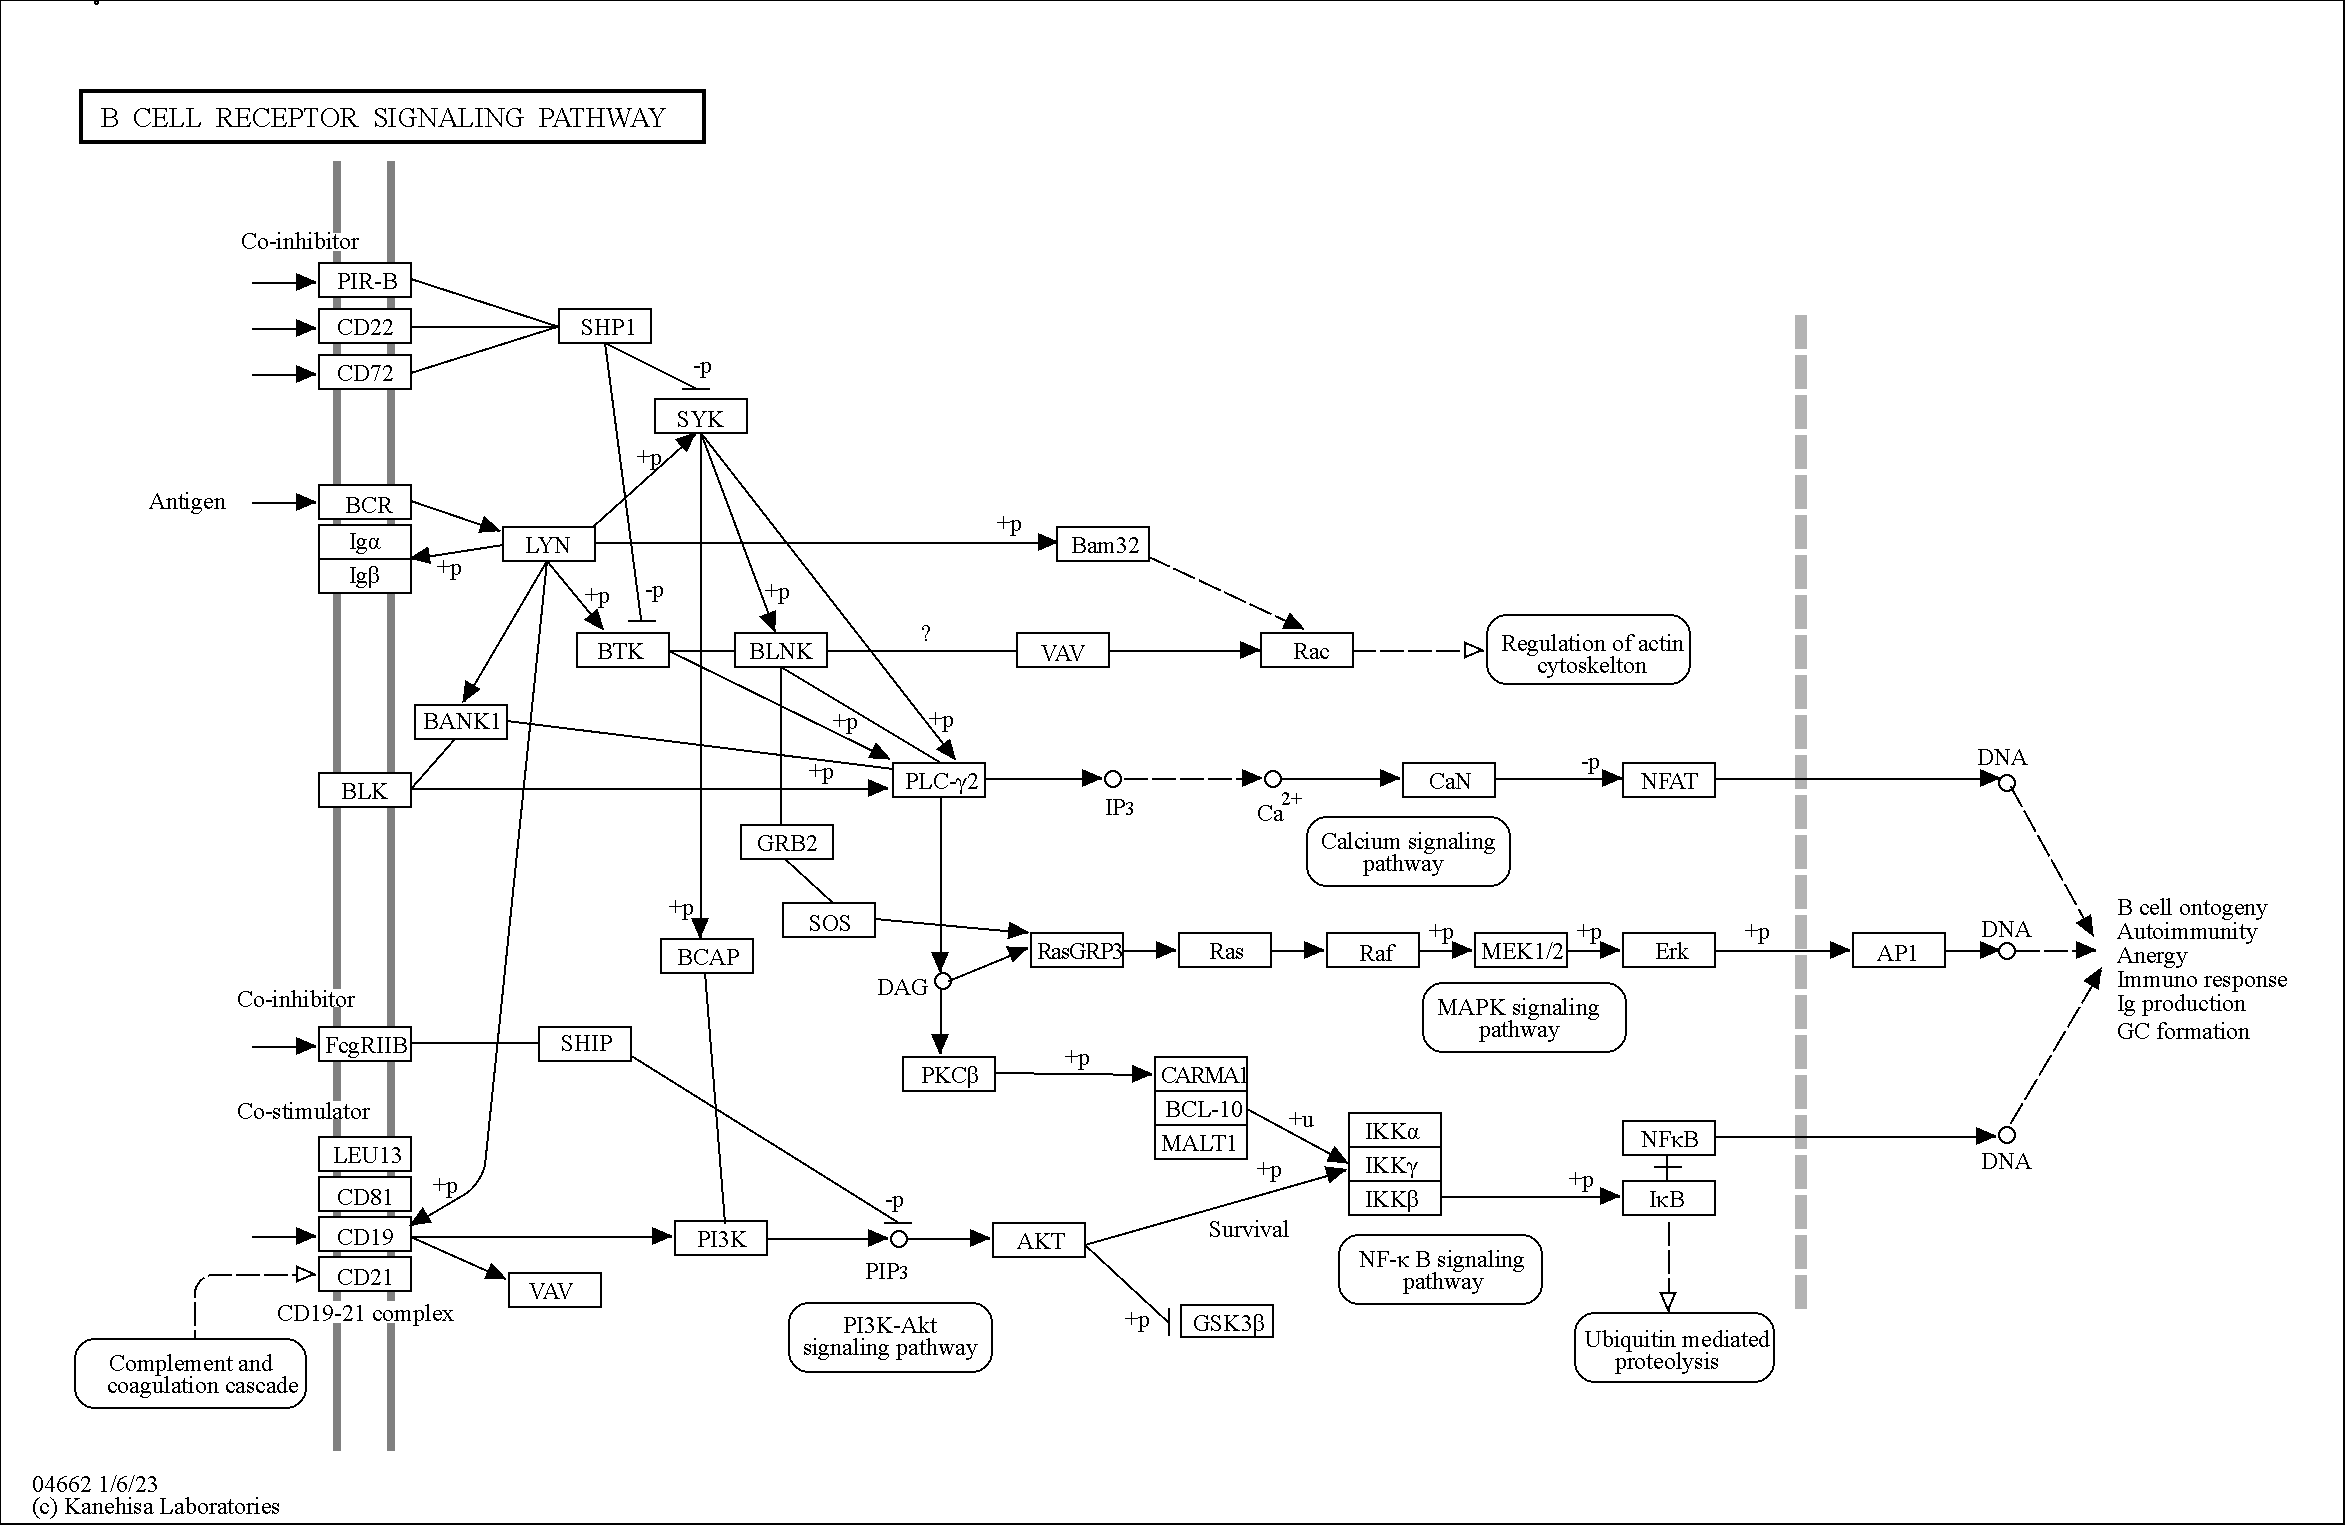 B CELL RECEPTOR SIGNALING PATHWAY
Co-inhibitor
PIR-B
CD22
CD72
SHP1
-p
SYK
+p
Antigen
BCR
Igα
Igβ
+p
LYN
+p
Bam32
+p
-p
+p
BTK
BLNK
?
VAV
Rac
Regulation of actin
cytoskelton
BANK1
+p
+p
BLK
+p
PLC-γ2
IP3
Ca2+
CaN
-p
NFAT
DNA
Calcium signaling
pathway
GRB2
SOS
+p
BCAP
DAG
RasGRP3
Ras
Raf
+p
MEK1/2
+p
Erk
+p
AP1
DNA
MAPK signaling
pathway
B cell ontogeny
Autoimmunity
Anergy
Immuno response
Ig production
GC formation
Co-inhibitor
FcgRIIB
SHIP
PKCβ
+p
CARMA1
BCL-10
MALT1
+u
IKKα
IKKγ
IKKβ
+p
+p
NFκB
IκB
DNA
Co-stimulator
LEU13
CD81
CD19
CD21
CD19-21 complex
+p
VAV
PI3K
-p
PIP3
AKT
Survival
+p
GSK3β
PI3K-Akt
signaling pathway
NF-κ B signaling
pathway
Ubiquitin mediated
proteolysis
Complement and
coagulation cascade
04662 1/6/23
(c) Kanehisa Laboratories